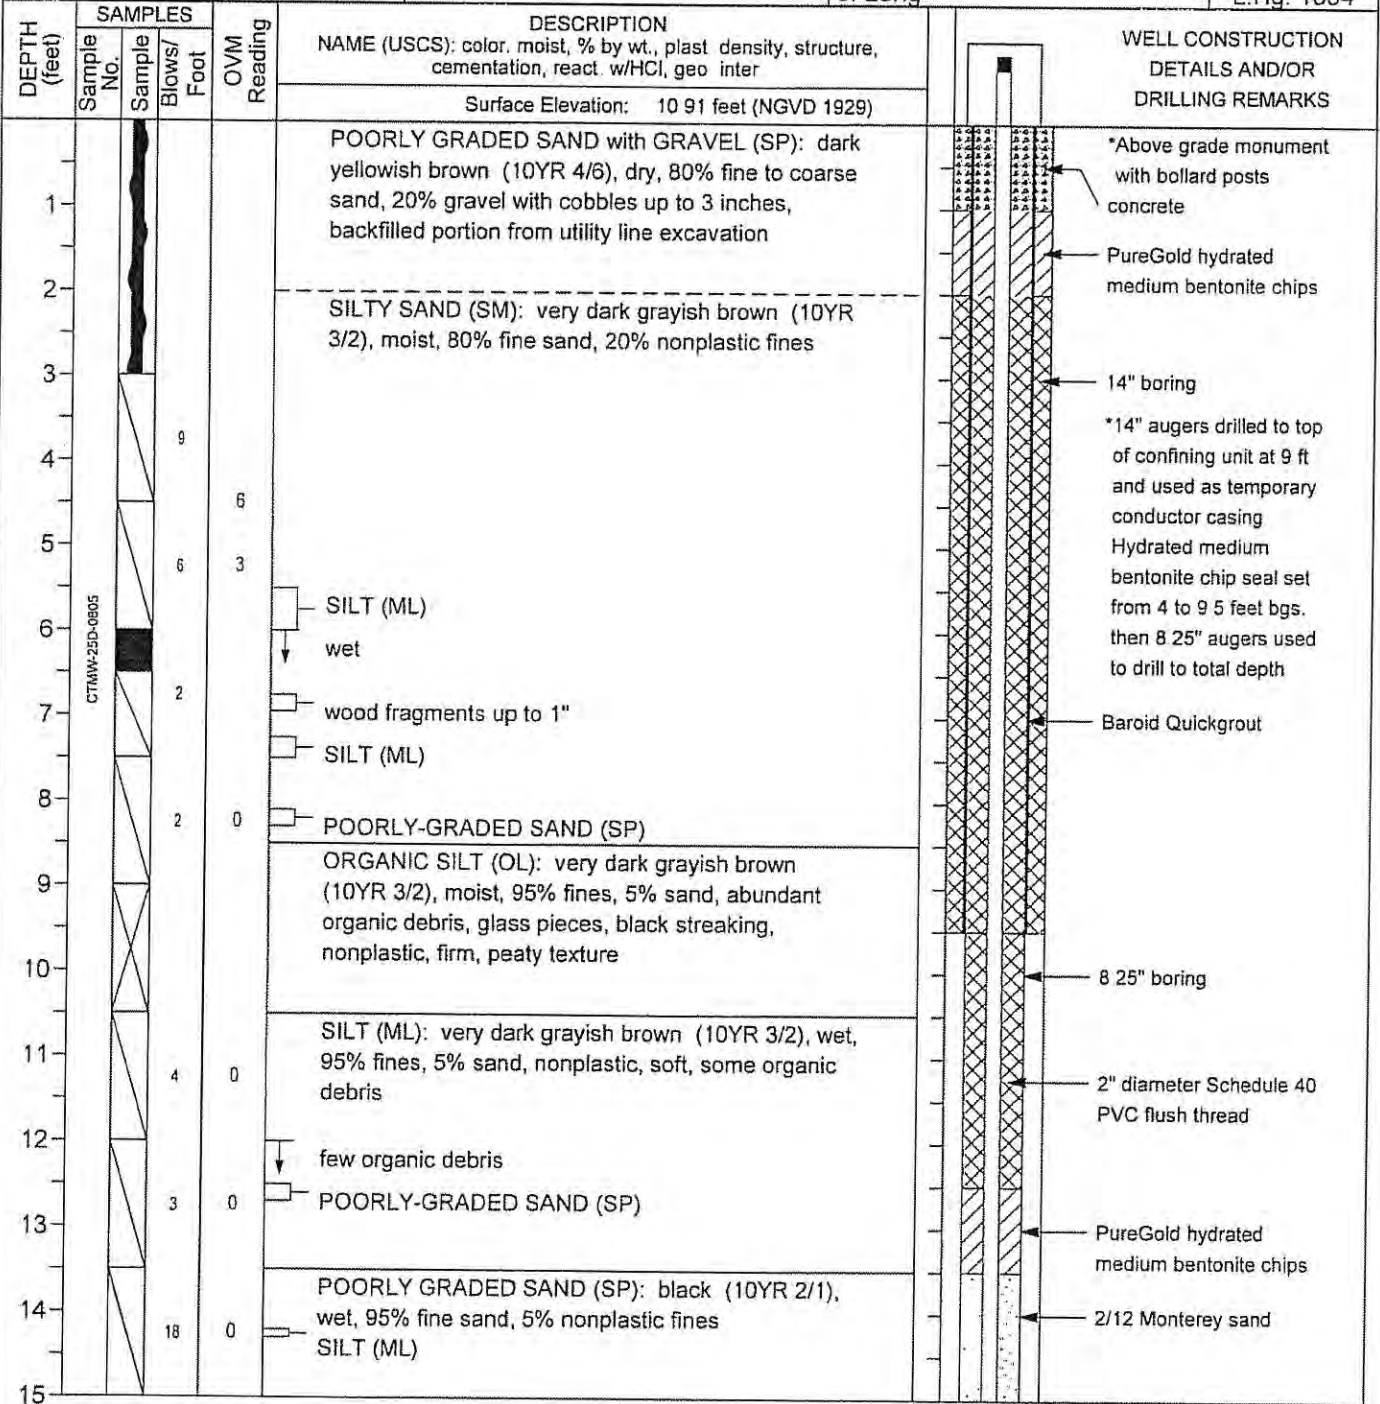 DEPTH
(feet)
SAMPLES
Sample
No.
Sample
Blows/
Foot
OVM
Reading
DESCRIPTION
NAME (USCS): color, moist, % by wt., plast density, structure,
cementation, react. w/HCl, geo inter
Surface Elevation: 10 91 feet (NGVD 1929)
WELL CONSTRUCTION
DETAILS AND/OR
DRILLING REMARKS
POORLY GRADED SAND with GRAVEL (SP): dark
yellowish brown (10YR 4/6), dry, 80% fine to coarse
sand, 20% gravel with cobbles up to 3 inches,
backfilled portion from utility line excavation
*Above grade monument
with bollard posts
concrete
1
PureGold hydrated
medium bentonite chips
2
SILTY SAND (SM): very dark grayish brown (10YR
3/2), moist, 80% fine sand, 20% nonplastic fines
3
14" boring
9
*14" augers drilled to top
of confining unit at 9 ft
and used as temporary
conductor casing
Hydrated medium
bentonite chip seal set
from 4 to 9 5 feet bgs.
then 8 25" augers used
to drill to total depth
4
6
5
6
3
CTMW-25D-0805
SILT (ML)
6
wet
2
wood fragments up to 1"
7
Baroid Quickgrout
SILT (ML)
8
2
0
POORLY-GRADED SAND (SP)
ORGANIC SILT (OL): very dark grayish brown
(10YR 3/2), moist, 95% fines, 5% sand, abundant
organic debris, glass pieces, black streaking,
nonplastic, firm, peaty texture
9
10
8 25" boring
SILT (ML): very dark grayish brown (10YR 3/2), wet,
95% fines, 5% sand, nonplastic, soft, some organic
debris
11
4
0
2" diameter Schedule 40
PVC flush thread
12
few organic debris
3
0
POORLY-GRADED SAND (SP)
13
PureGold hydrated
medium bentonite chips
POORLY GRADED SAND (SP): black (10YR 2/1),
wet, 95% fine sand, 5% nonplastic fines
14
18
0
SILT (ML)
2/12 Monterey sand
15